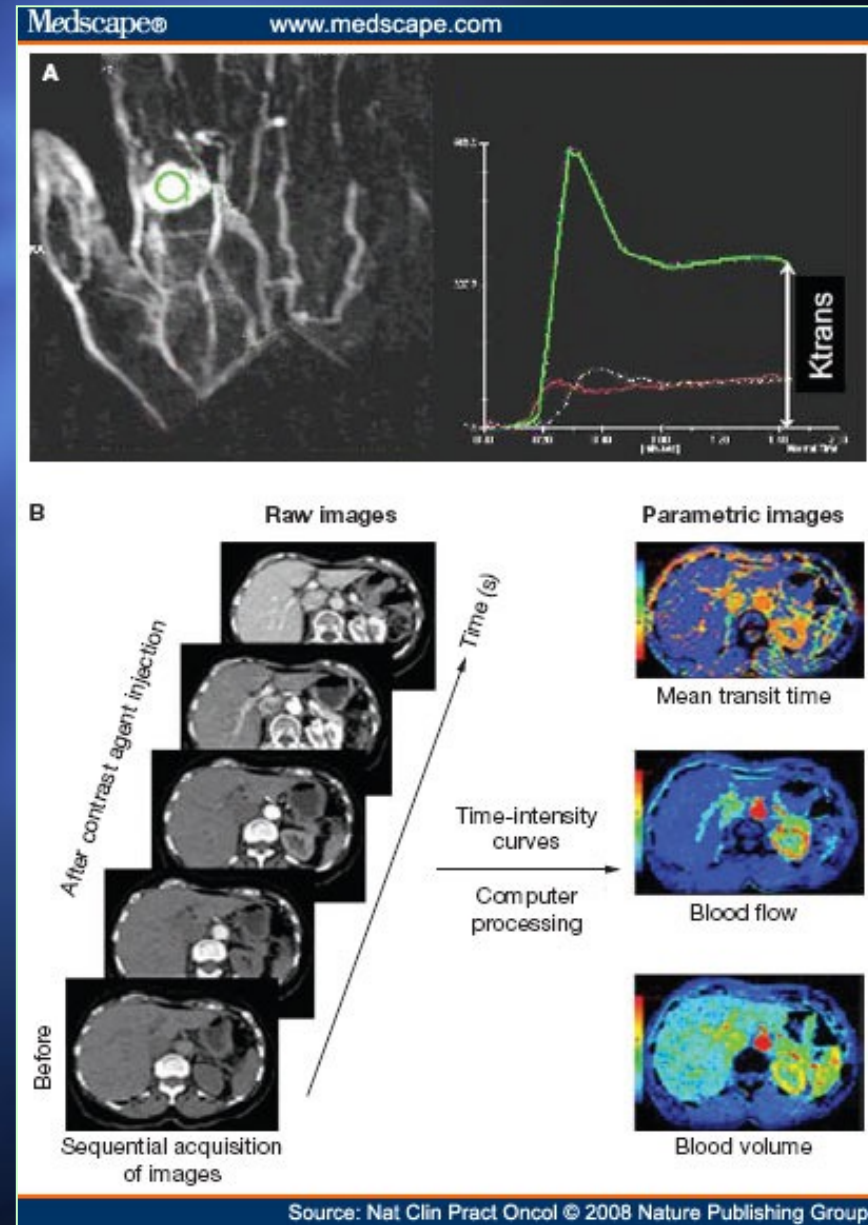 Medscape® www.medscape.com
A
Ktrans
B
Raw images
Parametric images
After contrast agent injection
Time (s)
Before
Sequential acquisition
of images
Time-intensity
curves
Computer
processing
Mean transit time
Blood flow
Blood volume
Source: Nat Clin Pract Oncol © 2008 Nature Publishing Group